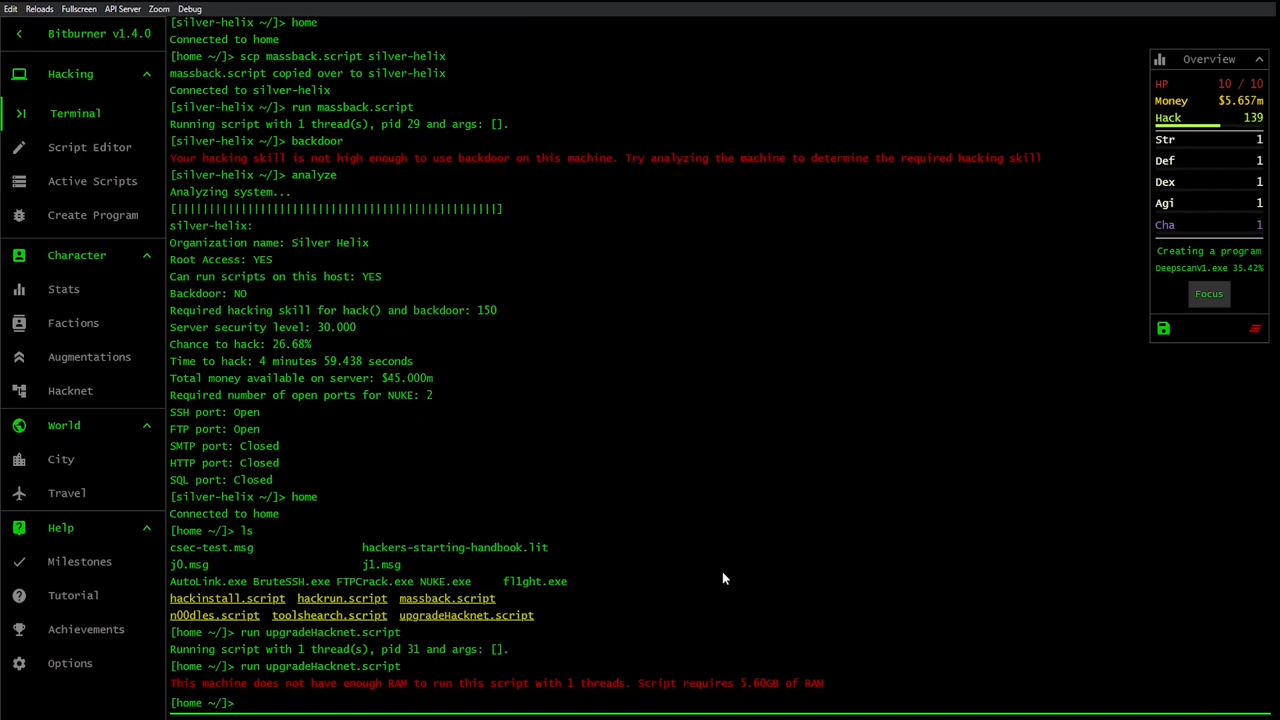 Edit Reloads Fullscreen API Server Zoom Debug
Bitburner v1.4.0
Hacking
Terminal
Script Editor
Active Scripts
Create Program
Character
Stats
Factions
Augmentations
Hacknet
World
City
Travel
Help
Milestones
Tutorial
Achievements
Options
[silver-helix ~/]> home
Connected to home
[home ~/]> scp massback.script silver-helix
massback.script copied over to silver-helix
Connected to silver-helix
[silver-helix ~/]> run massback.script
Running script with 1 thread(s), pid 29 and args: [].
[silver-helix ~/]> backdoor
Your hacking skill is not high enough to use backdoor on this machine. Try analyzing the machine to determine the required hacking skill
[silver-helix ~/]> analyze
Analyzing system...
[||||||||||||||||||||||||||||||||||||||||||||||||||]
silver-helix:
Organization name: Silver Helix
Root Access: YES
Can run scripts on this host: YES
Backdoor: NO
Required hacking skill for hack() and backdoor: 150
Server security level: 30.000
Chance to hack: 26.68%
Time to hack: 4 minutes 59.438 seconds
Total money available on server: $45.000m
Required number of open ports for NUKE: 2
SSH port: Open
FTP port: Open
SMTP port: Closed
HTTP port: Closed
SQL port: Closed
[silver-helix ~/]> home
Connected to home
[home ~/]> ls
csec-test.msg hackers-starting-handbook.lit
j0.msg j1.msg
AutoLink.exe BruteSSH.exe FTPCrack.exe NUKE.exe fl1ght.exe
hackinstall.script hackrun.script massback.script
n00dles.script toolshearch.script upgradeHacknet.script
[home ~/]> run upgradeHacknet.script
Running script with 1 thread(s), pid 31 and args: [].
[home ~/]> run upgradeHacknet.script
This machine does not have enough RAM to run this script with 1 threads. Script requires 5.60GB of RAM
[home ~/]>
Overview
HP 10 / 10
Money $5.657m
Hack 139
Str 1
Def 1
Dex 1
Agi 1
Cha 1
Creating a program
DeepscanV1.exe 35.42%
Focus